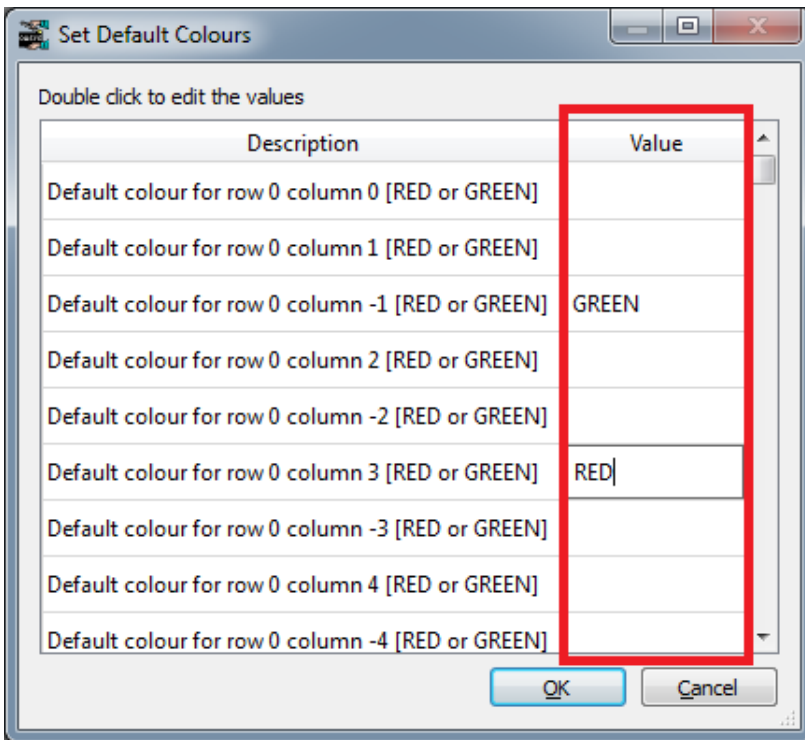 Set Default Colours
Double click to edit the values
Description Value
Default colour for row 0 column 0 [RED or GREEN]
Default colour for row 0 column 1 [RED or GREEN]
Default colour for row 0 column -1 [RED or GREEN] GREEN
Default colour for row 0 column 2 [RED or GREEN]
Default colour for row 0 column -2 [RED or GREEN]
Default colour for row 0 column 3 [RED or GREEN] RED
Default colour for row 0 column -3 [RED or GREEN]
Default colour for row 0 column 4 [RED or GREEN]
Default colour for row 0 column -4 [RED or GREEN]
OK Cancel